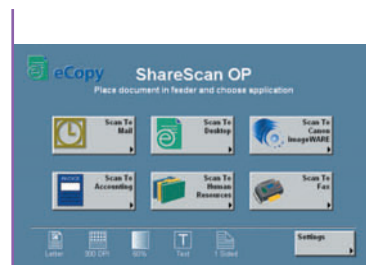 eCopy
ShareScan OP
Place document in feeder and choose application
Scan To
Mail
Scan To
Desktop
Scan To
Canon
ImageWARE
INVOICE
Scan To
Accounting
Scan To
Human
Resources
Scan To
Fax
Letter
300 DPI
60%
Text
1 Sided
Settings